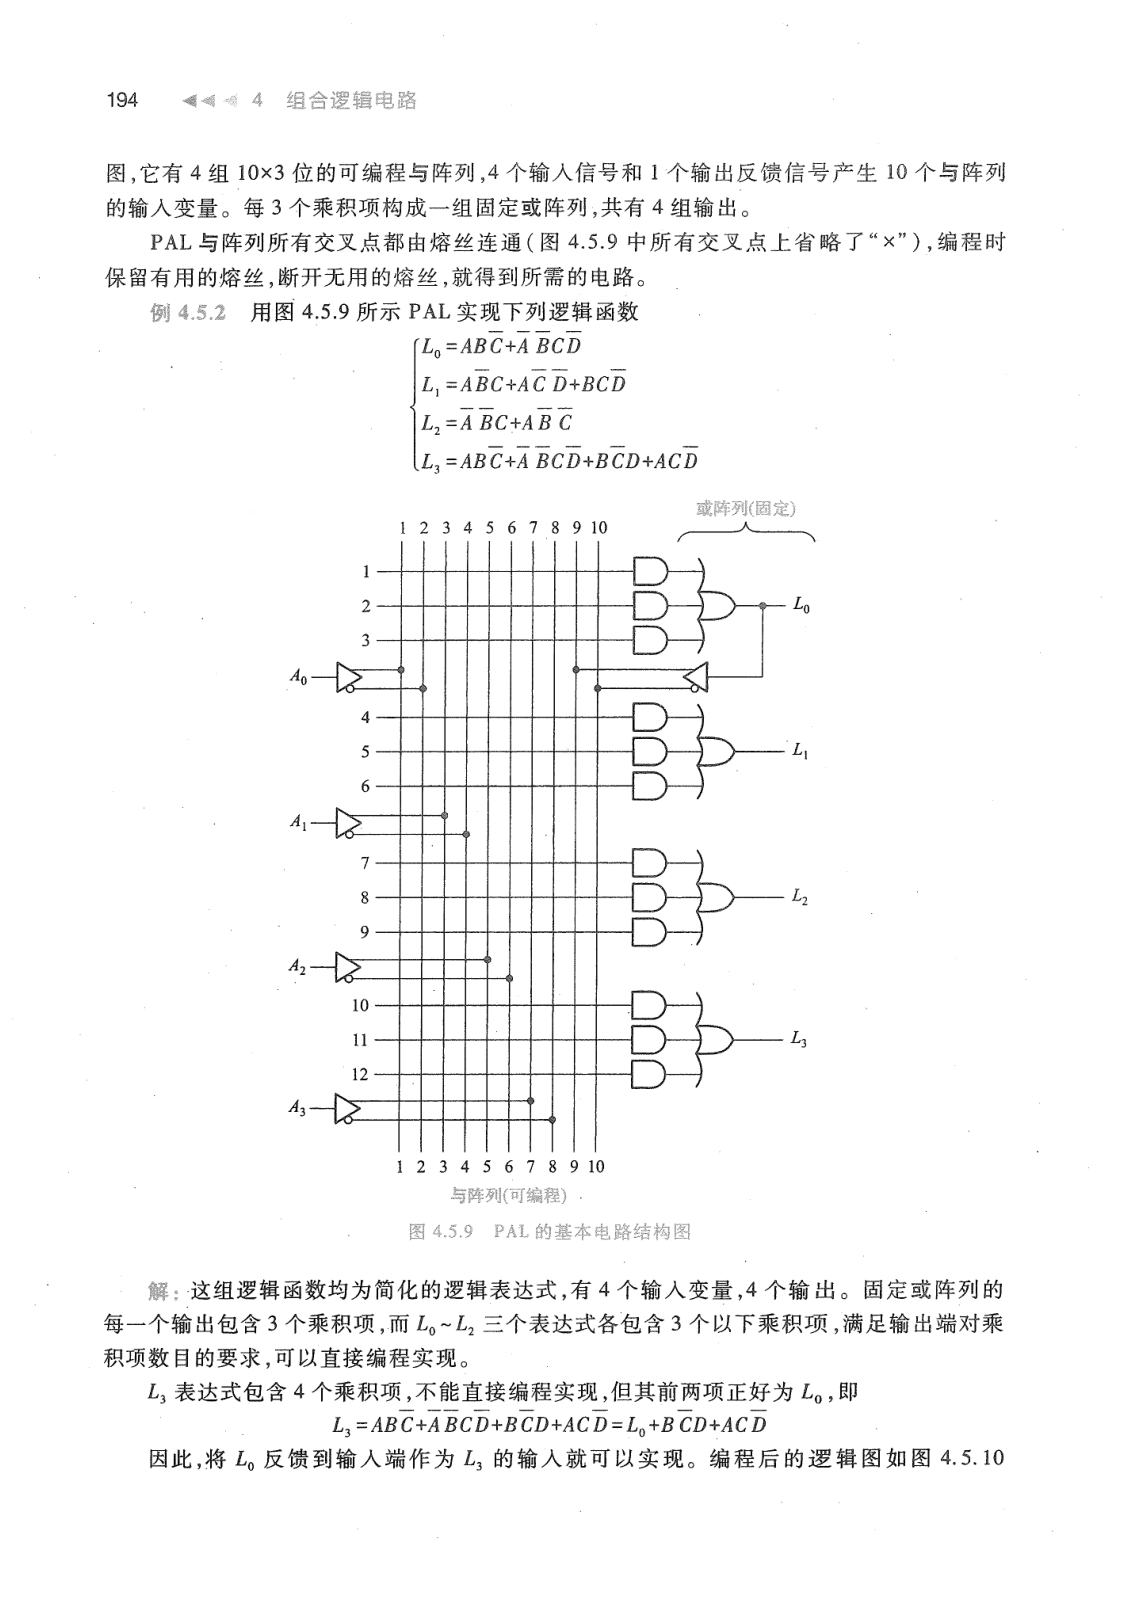 194 4 组合逻辑电路
图,它有 4 组 10×3 位的可编程与阵列,4 个输入信号和 1 个输出反馈信号产生 10 个与阵列
的输入变量。每 3 个乘积项构成一组固定或阵列,共有 4 组输出。
PAL 与阵列所有交叉点都由熔丝连通(图 4.5.9 中所有交叉点上省略了“×”),编程时
保留有用的熔丝,断开无用的熔丝,就得到所需的电路。
例 4.5.2 用图 4.5.9 所示 PAL 实现下列逻辑函数
L₀ = ABC̅+A̅ B̅CD̅
L₁ = AB̅C+AC̅ D̅+BCD̅
L₂ = A̅ B̅C+AB̅ C̅
L₃ = ABC̅+A̅ B̅CD̅+BC̅D+ACD̅
或阵列(固定)
1 2 3 4 5 6 7 8 9 10
1
2
L₀
3
A₀
4
5
L₁
6
A₁
7
8
L₂
9
A₂
10
11
L₃
12
A₃
1 2 3 4 5 6 7 8 9 10
与阵列(可编程)
图 4.5.9 PAL 的基本电路结构图
解:这组逻辑函数均为简化的逻辑表达式,有 4 个输入变量,4 个输出。固定或阵列的
每一个输出包含 3 个乘积项,而 L₀~L₂ 三个表达式各包含 3 个以下乘积项,满足输出端对乘
积项数目的要求,可以直接编程实现。
L₃ 表达式包含 4 个乘积项,不能直接编程实现,但其前两项正好为 L₀,即
L₃ = ABC̅+A̅B̅CD̅+BC̅D+ACD̅ = L₀+BC̅D+ACD̅
因此,将 L₀ 反馈到输入端作为 L₃ 的输入就可以实现。编程后的逻辑图如图 4.5.10